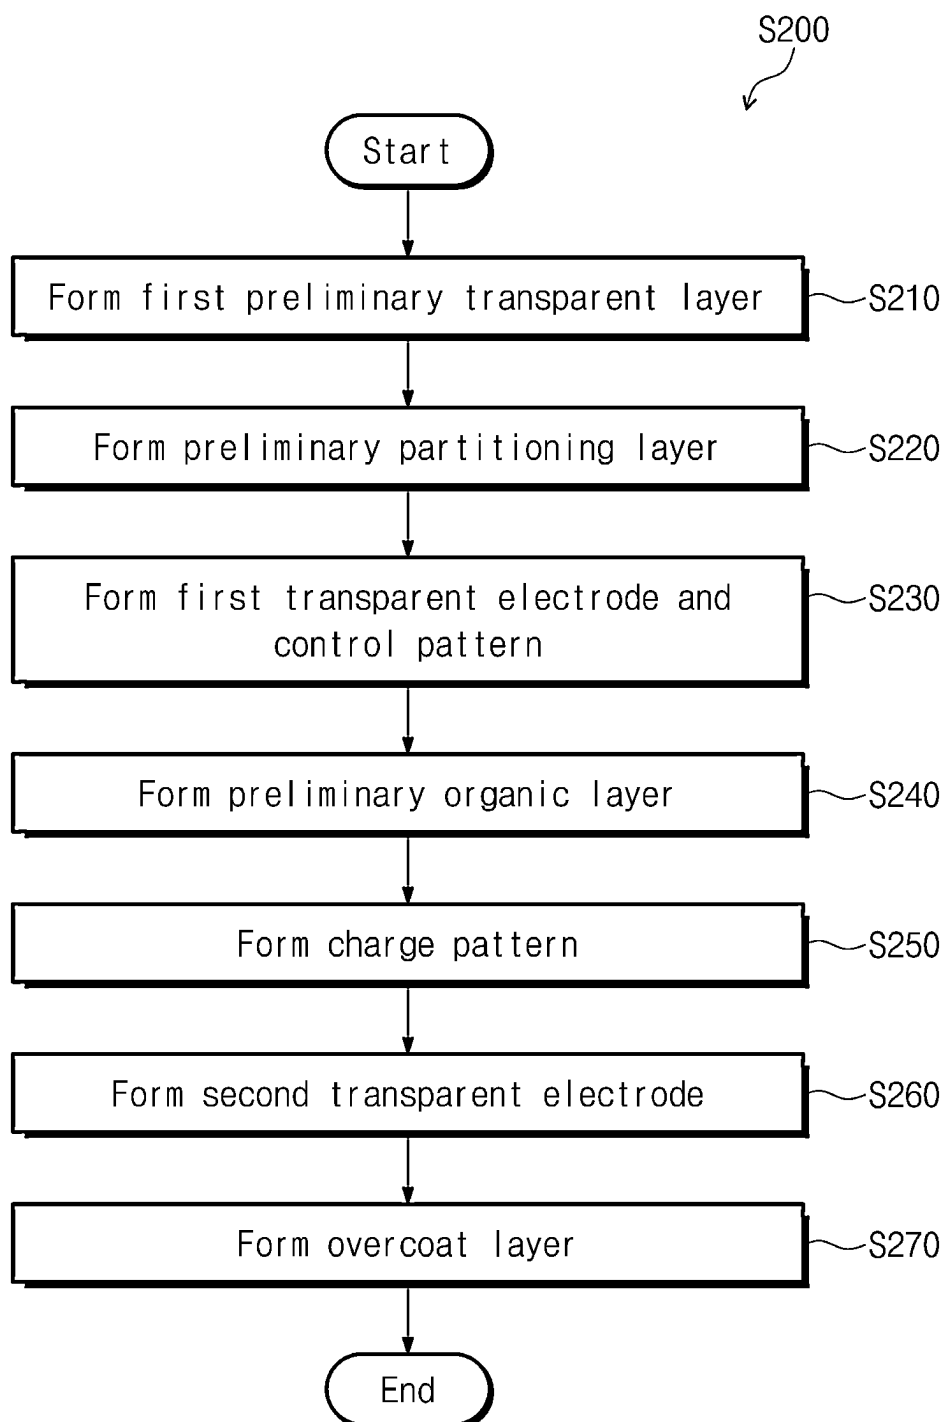 S200
Start
Form first preliminary transparent layer
S210
Form preliminary partitioning layer
S220
Form first transparent electrode and
control pattern
S230
Form preliminary organic layer
S240
Form charge pattern
S250
Form second transparent electrode
S260
Form overcoat layer
S270
End